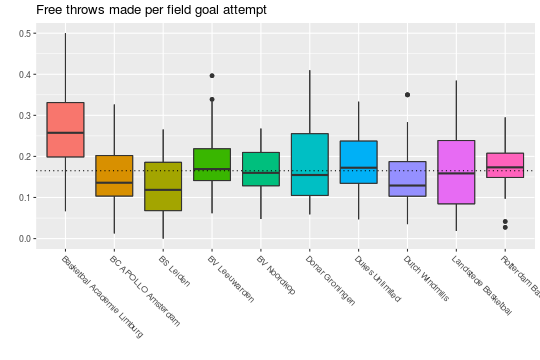 Free throws made per field goal attempt
0.5
0.4
0.3
0.2
0.1
0.0
Basketbal Academie Limburg
BC APOLLO Amsterdam
BS Leiden
BV Leeuwarden
BV Noordkop
Donar Groningen
Dukes Unlimited
Dutch Windmills
Landstede Basketbal
Rotterdam Bas